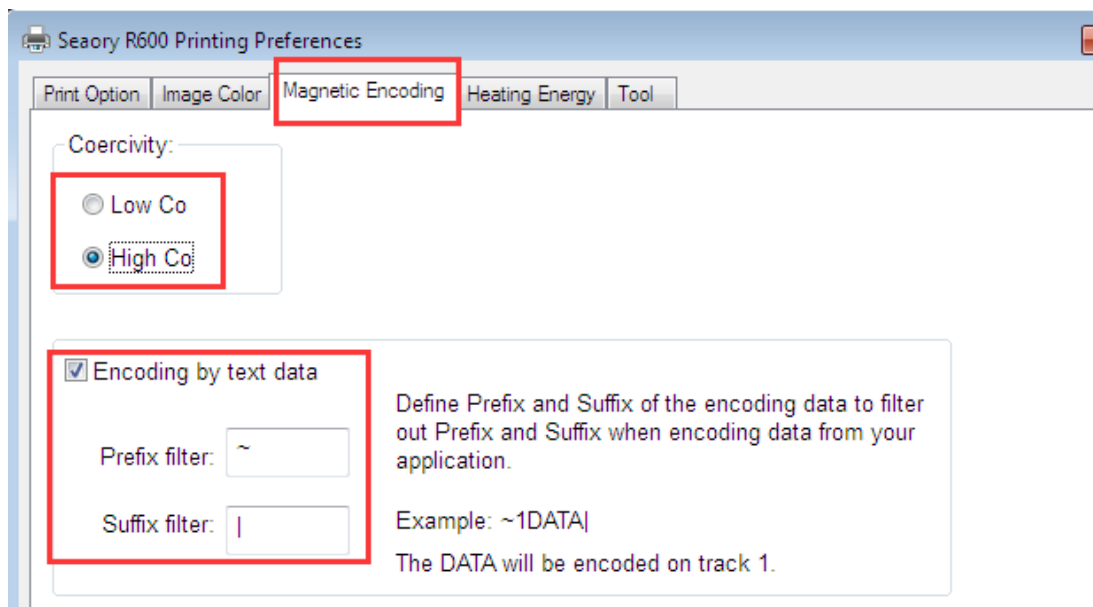 Seaory R600 Printing Preferences
Print Option Image Color Magnetic Encoding Heating Energy Tool
Coercivity:
Low Co
High Co
Encoding by text data
Define Prefix and Suffix of the encoding data to filter
out Prefix and Suffix when encoding data from your
application.
Prefix filter: ~
Suffix filter: |
Example: ~1DATA|
The DATA will be encoded on track 1.